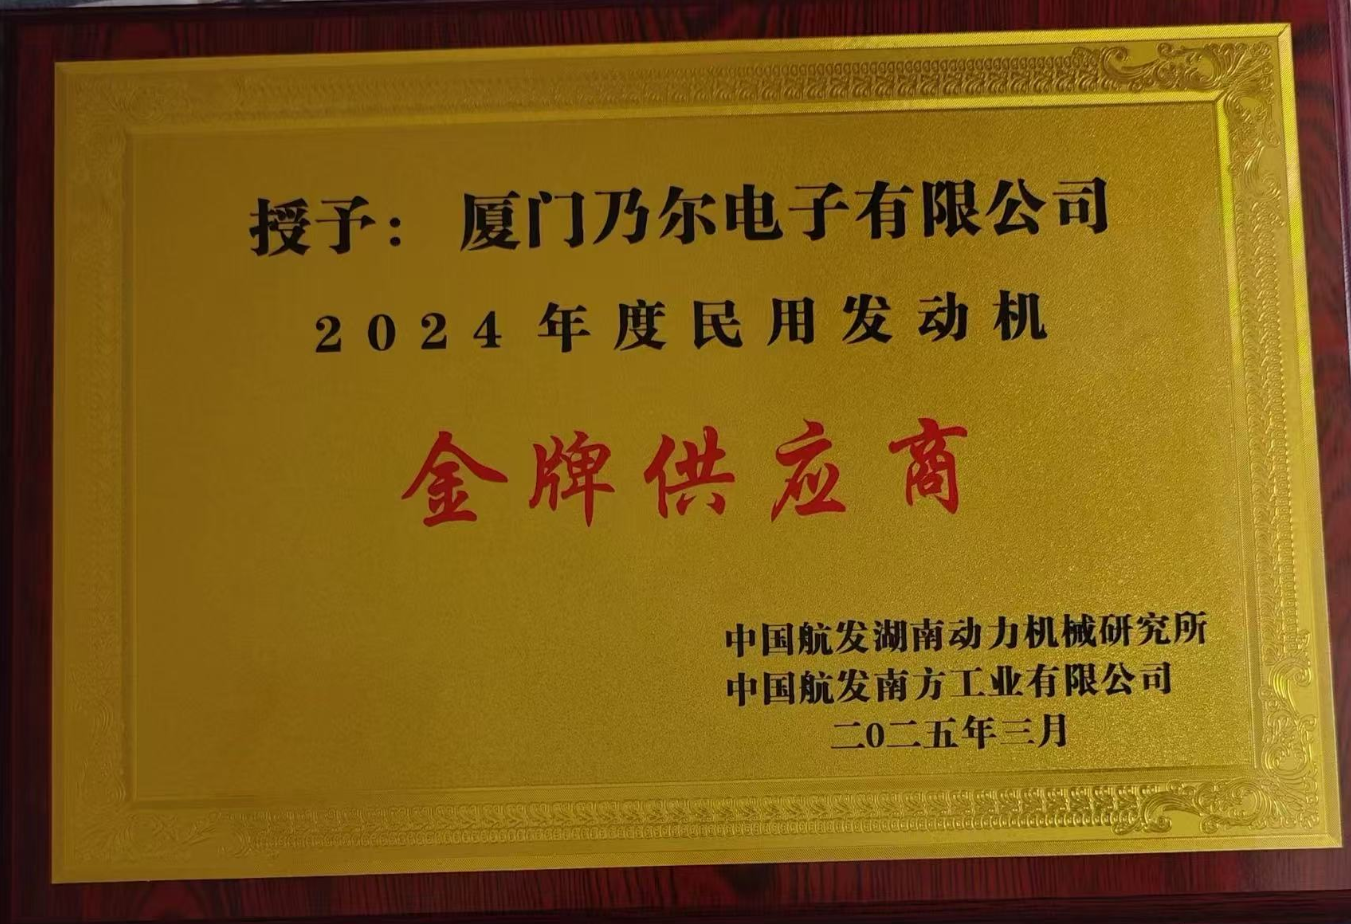 授予：厦门乃尔电子有限公司
2024年度民用发动机
金牌供应商
中国航发湖南动力机械研究所
中国航发南方工业有限公司
二0二五年三月